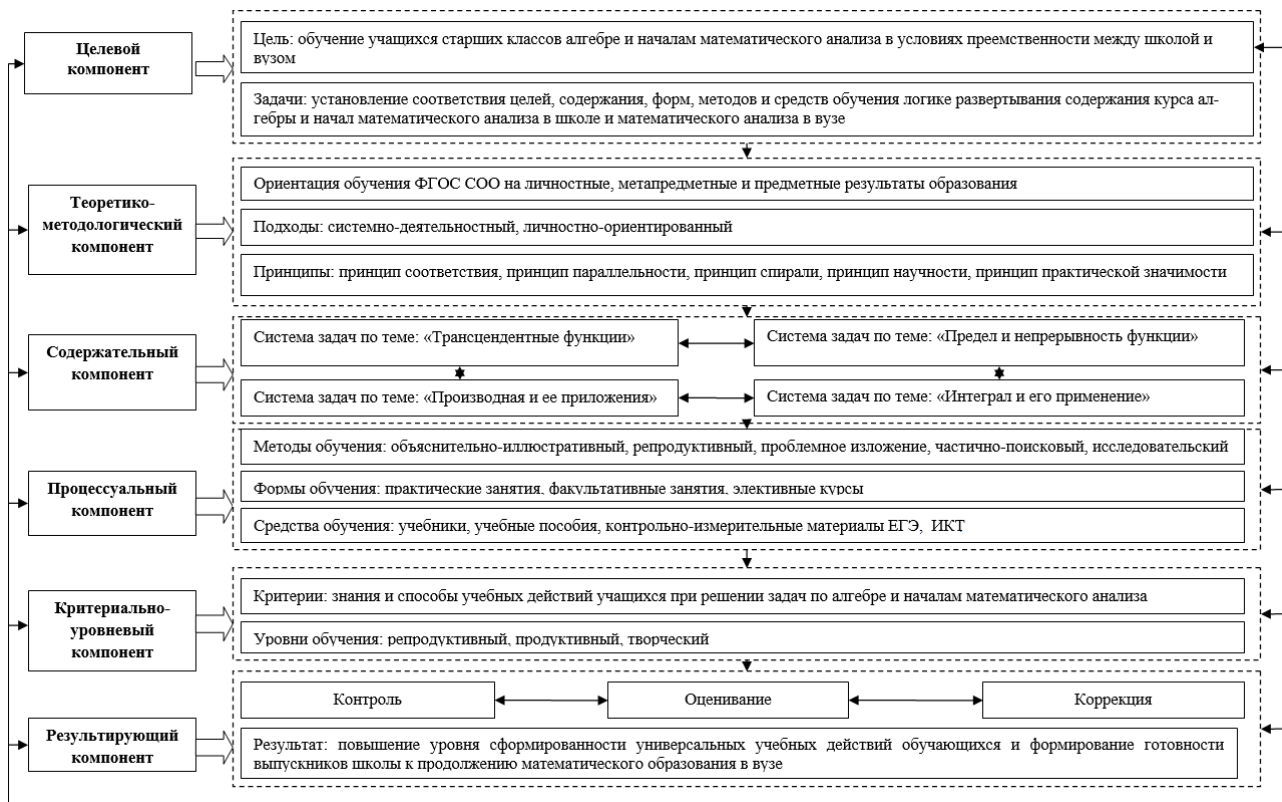 Целевой
компонент
Цель: обучение учащихся старших классов алгебре и началам математического анализа в условиях преемственности между школой и
вузом
Задачи: установление соответствия целей, содержания, форм, методов и средств обучения логике развертывания содержания курса ал-
гебры и начал математического анализа в школе и математического анализа в вузе
Теоретико-
методологический
компонент
Ориентация обучения ФГОС СОО на личностные, метапредметные и предметные результаты образования
Подходы: системно-деятельностный, личностно-ориентированный
Принципы: принцип соответствия, принцип параллельности, принцип спирали, принцип научности, принцип практической значимости
Содержательный
компонент
Система задач по теме: «Трансцендентные функции»
Система задач по теме: «Предел и непрерывность функции»
Система задач по теме: «Производная и ее приложения»
Система задач по теме: «Интеграл и его применение»
Процессуальный
компонент
Методы обучения: объяснительно-иллюстративный, репродуктивный, проблемное изложение, частично-поисковый, исследовательский
Формы обучения: практические занятия, факультативные занятия, элективные курсы
Средства обучения: учебники, учебные пособия, контрольно-измерительные материалы ЕГЭ, ИКТ
Критериально-
уровневый
компонент
Критерии: знания и способы учебных действий учащихся при решении задач по алгебре и началам математического анализа
Уровни обучения: репродуктивный, продуктивный, творческий
Результирующий
компонент
Контроль
Оценивание
Коррекция
Результат: повышение уровня сформированности универсальных учебных действий обучающихся и формирование готовности
выпускников школы к продолжению математического образования в вузе